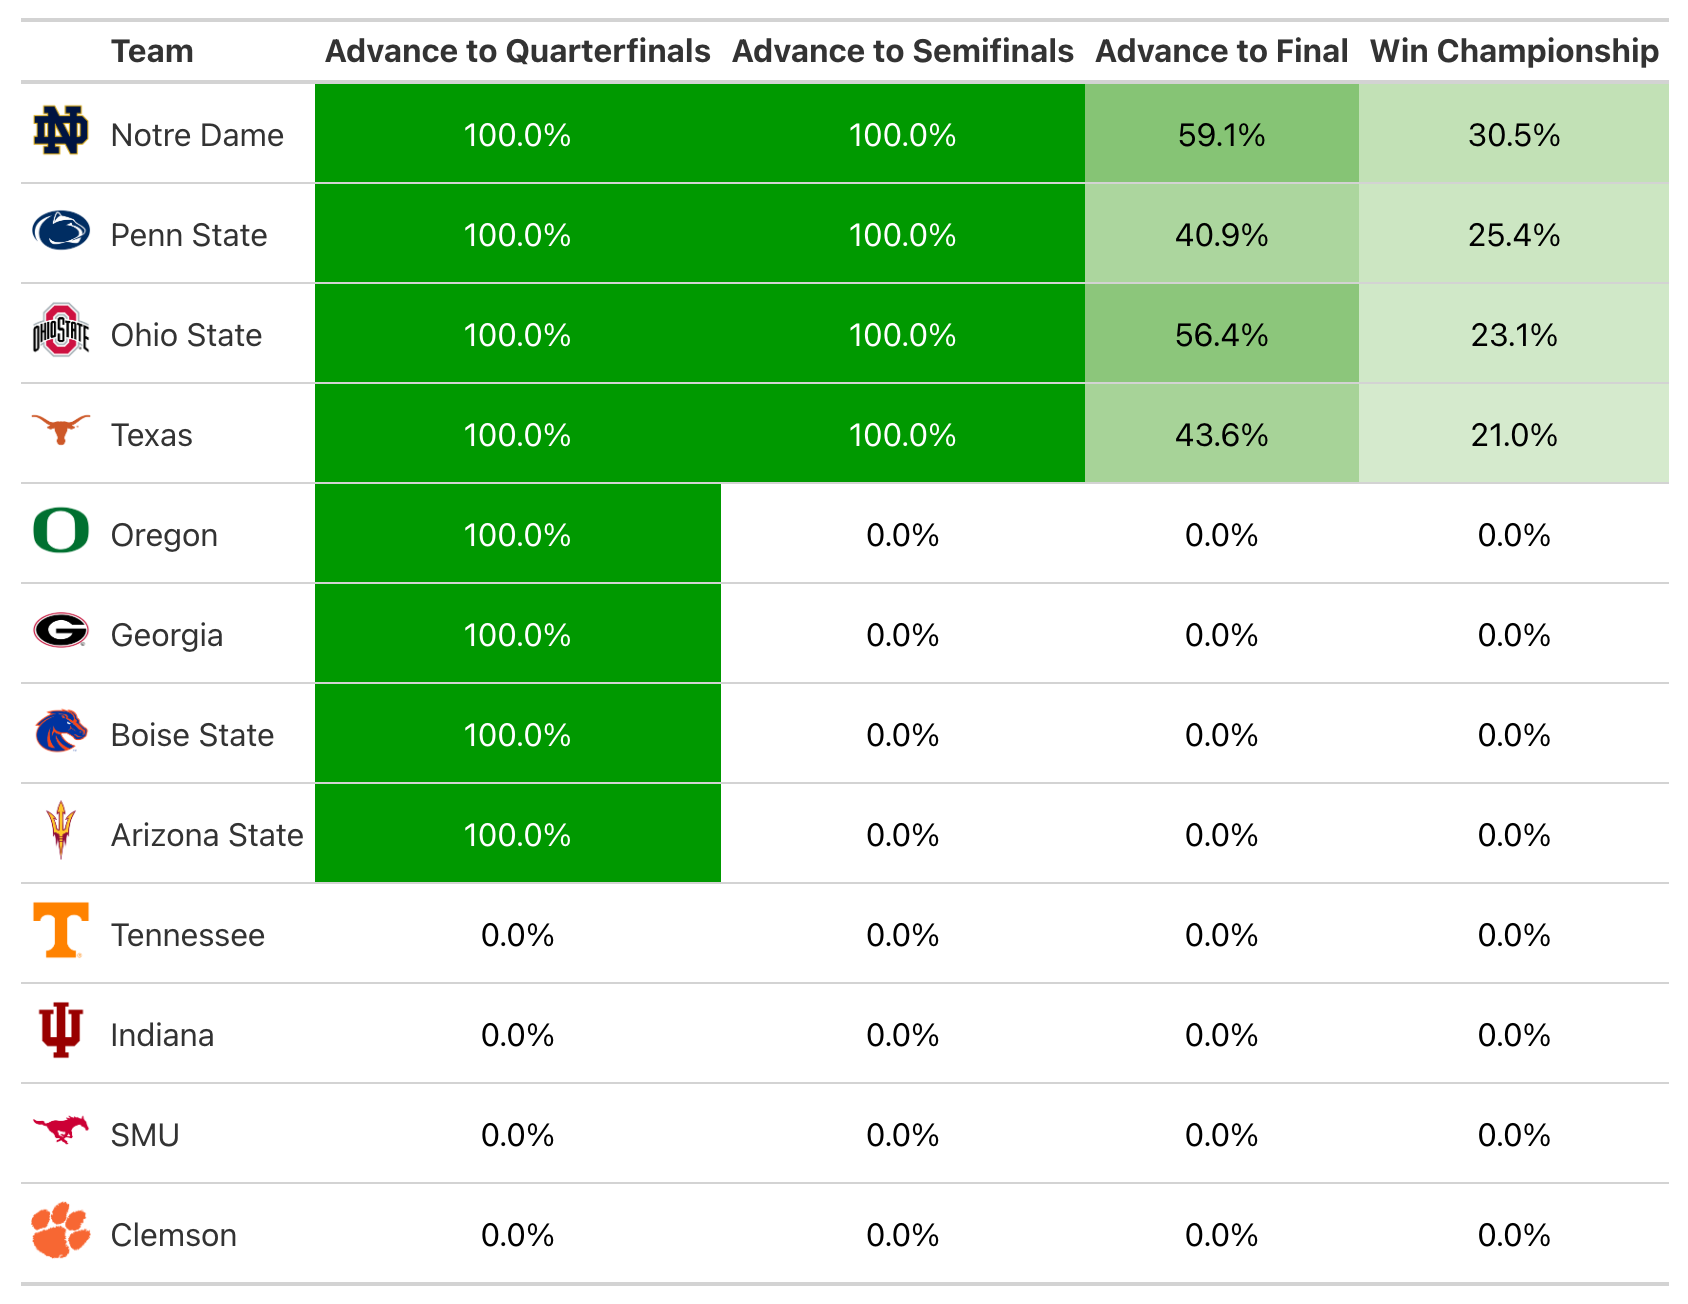 Team Advance to Quarterfinals Advance to Semifinals Advance to Final Win Championship
Notre Dame 100.0% 100.0% 59.1% 30.5%
Penn State 100.0% 100.0% 40.9% 25.4%
OHIO STATE Ohio State 100.0% 100.0% 56.4% 23.1%
Texas 100.0% 100.0% 43.6% 21.0%
O Oregon 100.0% 0.0% 0.0% 0.0%
G Georgia 100.0% 0.0% 0.0% 0.0%
Boise State 100.0% 0.0% 0.0% 0.0%
Arizona State 100.0% 0.0% 0.0% 0.0%
T Tennessee 0.0% 0.0% 0.0% 0.0%
Indiana 0.0% 0.0% 0.0% 0.0%
SMU 0.0% 0.0% 0.0% 0.0%
Clemson 0.0% 0.0% 0.0% 0.0%